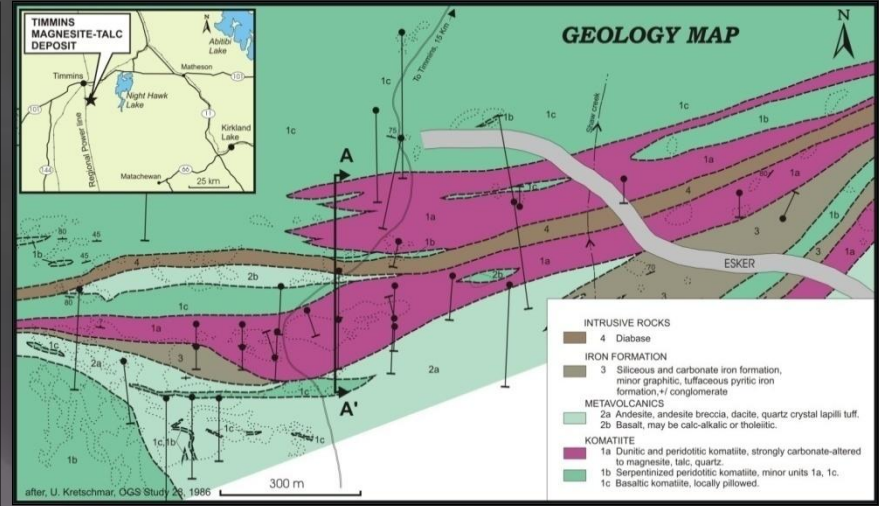 TIMMINS
MAGNESITE-TALC
DEPOSIT
N
Abitibi
Lake
Timmins
Matheson
101
101
Night Hawk
Lake
11
Kirkland
Lake
Regional Power line
144
Matachewan
66
25 km
GEOLOGY MAP
N
To Timmins, 15 Km
1c
1c
1b
Shaw creek
1c
1b
75
A
1c
1a
1a
4
80
1a
1a
1b
4
3
1b
80
45
1b
45
4
2b
1a
2b
ESKER
3
1a
70
3
80
1c
1a
1c
3
2a
2a
1c
A'
1c
1c,1b
1c
1b
300 m
after, U. Kretschmar, OGS Study 28, 1986
INTRUSIVE ROCKS
4 Diabase
IRON FORMATION
3 Siliceous and carbonate iron formation,
minor graphitic, tuffaceous pyritic iron
formation,+/ conglomerate
METAVOLCANICS
2a Andesite, andesite breccia, dacite, quartz crystal lapilli tuff.
2b Basalt, may be calc-alkalic or tholeiitic.
KOMATIITE
1a Dunitic and peridotitic komatiite, strongly carbonate-altered
to magnesite, talc, quartz.
1b Serpentinized peridotitic komatiite, minor units 1a, 1c.
1c Basaltic komatiite, locally pillowed.